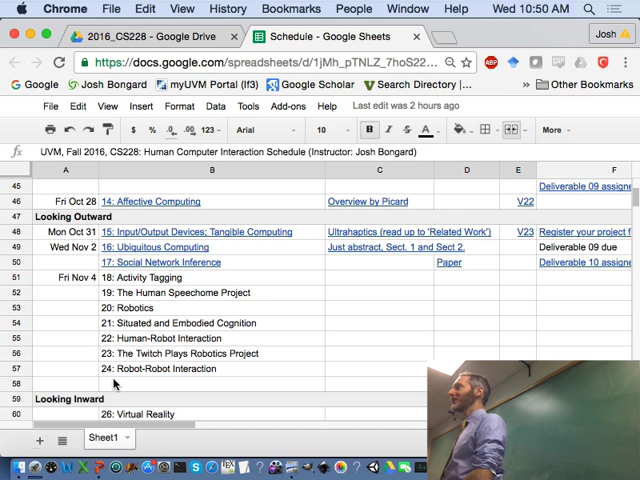 Chrome File Edit View History Bookmarks People Window Wed 10:50 AM
2016_CS228 - Google Drive × Schedule - Google Sheets × Josh
https://docs.google.com/spreadsheets/d/1jMh_pTNLZ_7hoS22... ABP
Google Josh Bongard myUVM Portal (lf3) Google Scholar Search Directory... » Other Bookmarks
File Edit View Insert Format Data Tools Add-ons Help Last edit was 2 hours ago
$ % .0 .00 123 Arial 10 B I S A More
fx UVM, Fall 2016, CS228: Human Computer Interaction Schedule (Instructor: Josh Bongard)
A B C D E F
45 Deliverable 09 assigne
46 Fri Oct 28 14: Affective Computing Overview by Picard V22
47 Looking Outward
48 Mon Oct 31 15: Input/Output Devices; Tangible Computing Ultrahaptics (read up to 'Related Work') V23 Register your project f
49 Wed Nov 2 16: Ubiquitous Computing Just abstract, Sect. 1 and Sect 2. Deliverable 09 due
50 17: Social Network Inference Paper Deliverable 10 assigne
51 Fri Nov 4 18: Activity Tagging
52 19: The Human Speechome Project
53 20: Robotics
54 21: Situated and Embodied Cognition
55 22: Human-Robot Interaction
56 23: The Twitch Plays Robotics Project
57 24: Robot-Robot Interaction
58
59 Looking Inward
60 26: Virtual Reality
+ Sheet1